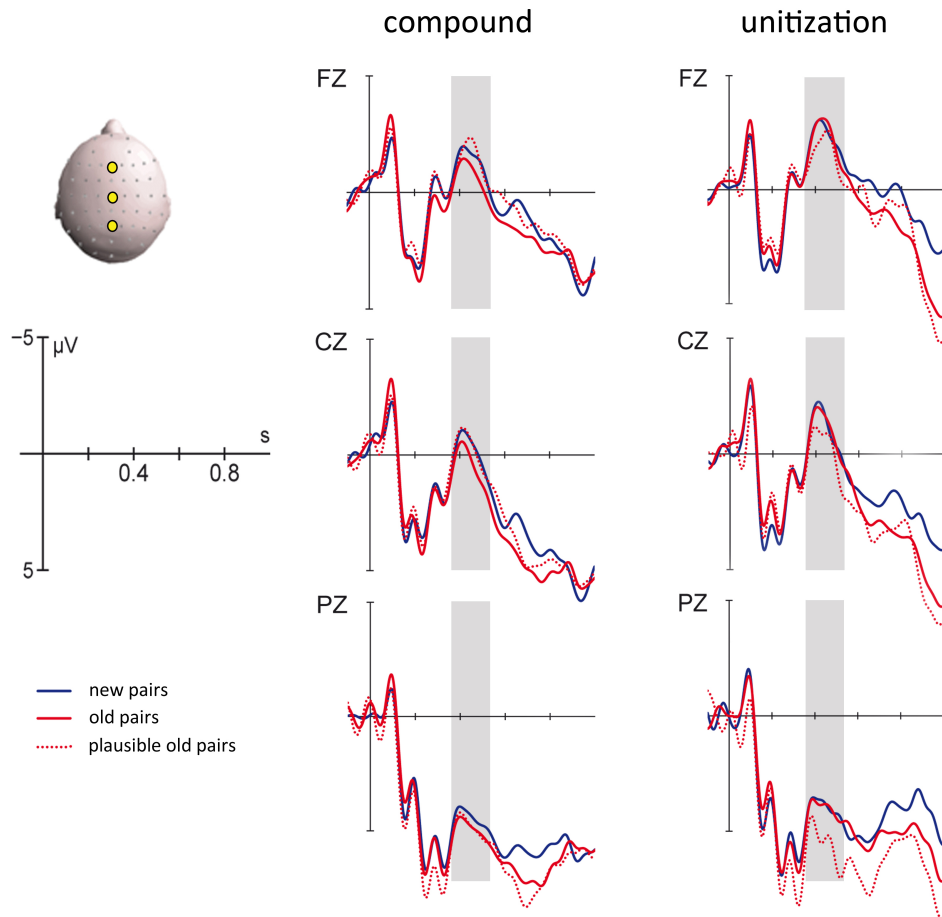 compound
unitization
FZ
FZ
CZ
CZ
−5
µV
s
0.4
0.8
5
PZ
PZ
new pairs
old pairs
plausible old pairs